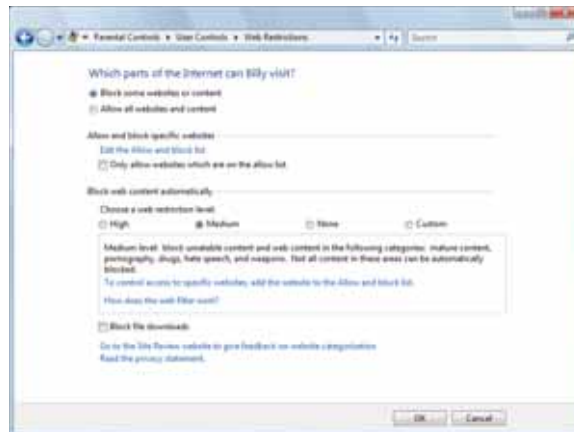 Parental Controls ▸ User Controls ▸ Web Restrictions
Search
Which parts of the Internet can Billy visit?
Block some websites or content
Allow all websites and content
Allow and block specific websites
Edit the Allow and block list
Only allow websites which are on the allow list
Block web content automatically
Choose a web restriction level:
High Medium None Custom
Medium level: block unratable content and web content in the following categories: mature content,
pornography, drugs, hate speech, and weapons. Not all content in these areas can be automatically
blocked.
To control access to specific websites, add the website to the Allow and block list.
How does the web filter work?
Block file downloads
Go to the Site Review website to give feedback on website categorization
Read the privacy statement.
OK Cancel